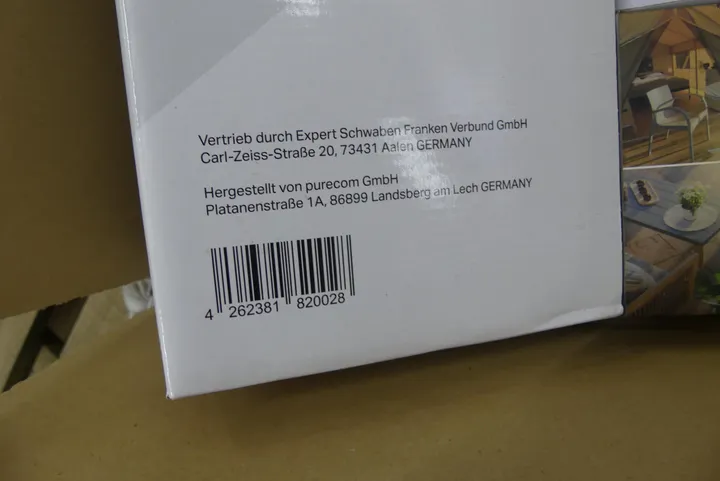 Vertrieb durch Expert Schwaben Franken Verbund GmbH
Carl-Zeiss-Straße 20, 73431 Aalen GERMANY
Hergestellt von purecom GmbH
Platanenstraße 1A, 86899 Landsberg am Lech GERMANY
4 262381 820028